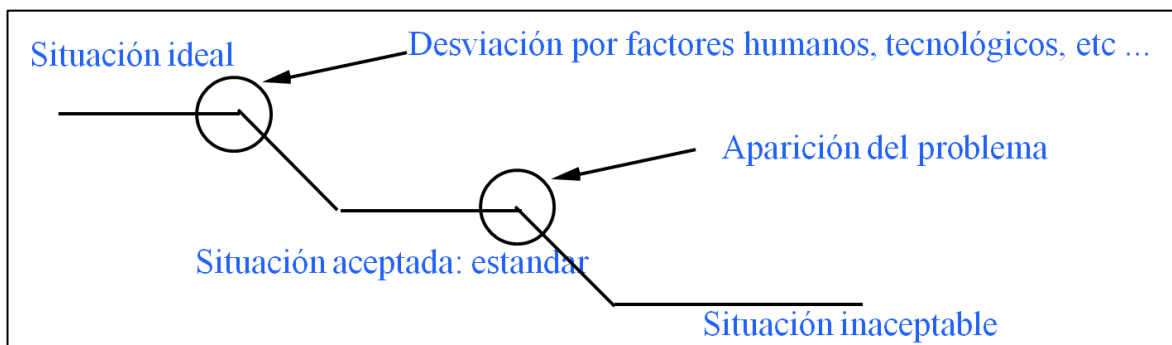 Situación ideal
Desviación por factores humanos, tecnológicos, etc ...
Aparición del problema
Situación aceptada: estandar
Situación inaceptable